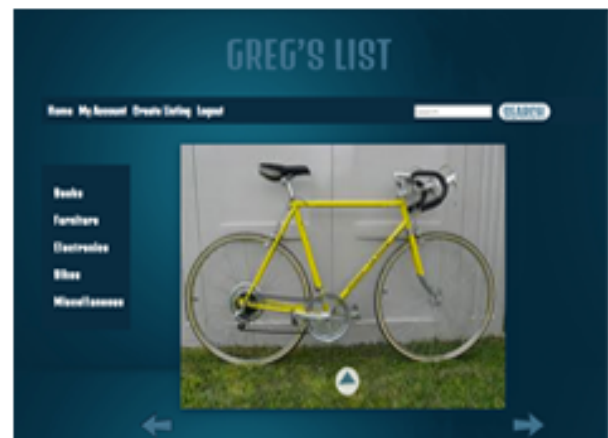 GREG'S LIST
Home My Account Create Listing Logout
SEARCH
Books
Furniture
Electronics
Bikes
Miscellaneous